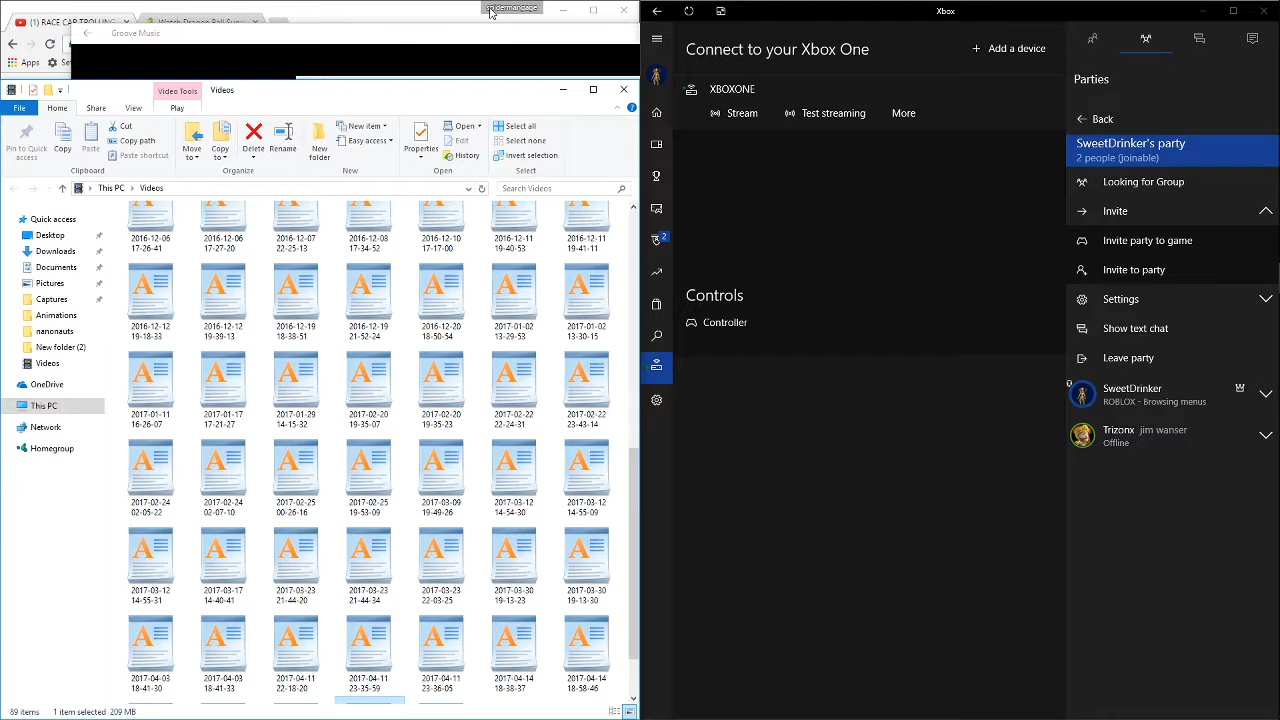 (1) RACE CAR TROLLING
Watch Dragon Ball Super
Apps
Groove Music
Video Tools
Videos
File
Home
Share
View
Play
Pin to Quick access
Copy
Paste
Cut
Copy path
Paste shortcut
Clipboard
Move to
Copy to
Delete
Rename
Organize
New folder
New item
Easy access
New
Properties
Open
Edit
History
Open
Select all
Select none
Invert selection
Select
This PC
Videos
Search Videos
Quick access
Desktop
Downloads
Documents
Pictures
Captures
Animations
nanonauts
New folder (2)
Videos
OneDrive
This PC
Network
Homegroup
2016-12-06 17-26-41
2016-12-07 17-27-20
2016-12-07 22-25-13
2016-12-08 17-34-52
2016-12-10 17-17-00
2016-12-11 19-40-53
2016-12-11 19-41-11
2016-12-12 19-18-33
2016-12-12 19-39-13
2016-12-19 18-38-51
2016-12-19 21-52-24
2016-12-20 18-50-54
2017-01-02 13-29-53
2017-01-02 13-30-15
2017-01-11 16-26-07
2017-01-17 17-21-27
2017-01-29 14-15-32
2017-02-20 19-35-07
2017-02-20 19-35-23
2017-02-22 22-24-31
2017-02-22 23-43-14
2017-02-24 02-05-22
2017-02-24 02-07-10
2017-02-25 00-26-16
2017-02-25 19-53-09
2017-03-09 19-49-26
2017-03-12 14-54-30
2017-03-12 14-55-09
2017-03-12 14-55-31
2017-03-17 14-40-41
2017-03-23 21-44-20
2017-03-23 21-44-34
2017-03-23 22-03-25
2017-03-30 19-13-23
2017-03-30 19-13-30
2017-04-03 18-41-30
2017-04-03 18-41-33
2017-04-11 22-18-20
2017-04-11 23-35-59
2017-04-11 23-36-05
2017-04-14 18-38-37
2017-04-14 18-58-46
89 items
1 item selected 209 MB
Xbox
Connect to your Xbox One
Add a device
XBOXONE
Stream
Test streaming
More
2
Controls
Controller
Parties
Back
SweetDrinker's party
2 people (joinable)
Looking for Group
Invite
Invite party to game
Invite to party
Settings
Show text chat
Leave party
SweetDrinker
ROBLOX - Browsing menus
Trizonx jim wanser
Offline